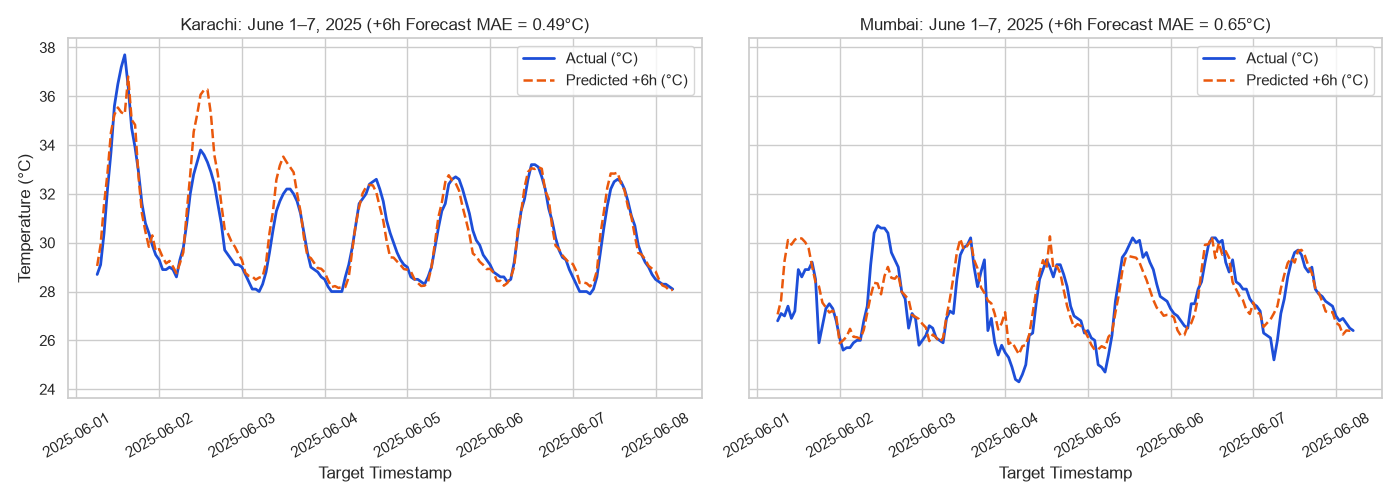 Karachi: June 1–7, 2025 (+6h Forecast MAE = 0.49°C)
Actual (°C)
Predicted +6h (°C)
Temperature (°C)
38
36
34
32
30
28
26
24
2025-06-01
2025-06-02
2025-06-03
2025-06-04
2025-06-05
2025-06-06
2025-06-07
2025-06-08
Target Timestamp
Mumbai: June 1–7, 2025 (+6h Forecast MAE = 0.65°C)
Actual (°C)
Predicted +6h (°C)
2025-06-01
2025-06-02
2025-06-03
2025-06-04
2025-06-05
2025-06-06
2025-06-07
2025-06-08
Target Timestamp